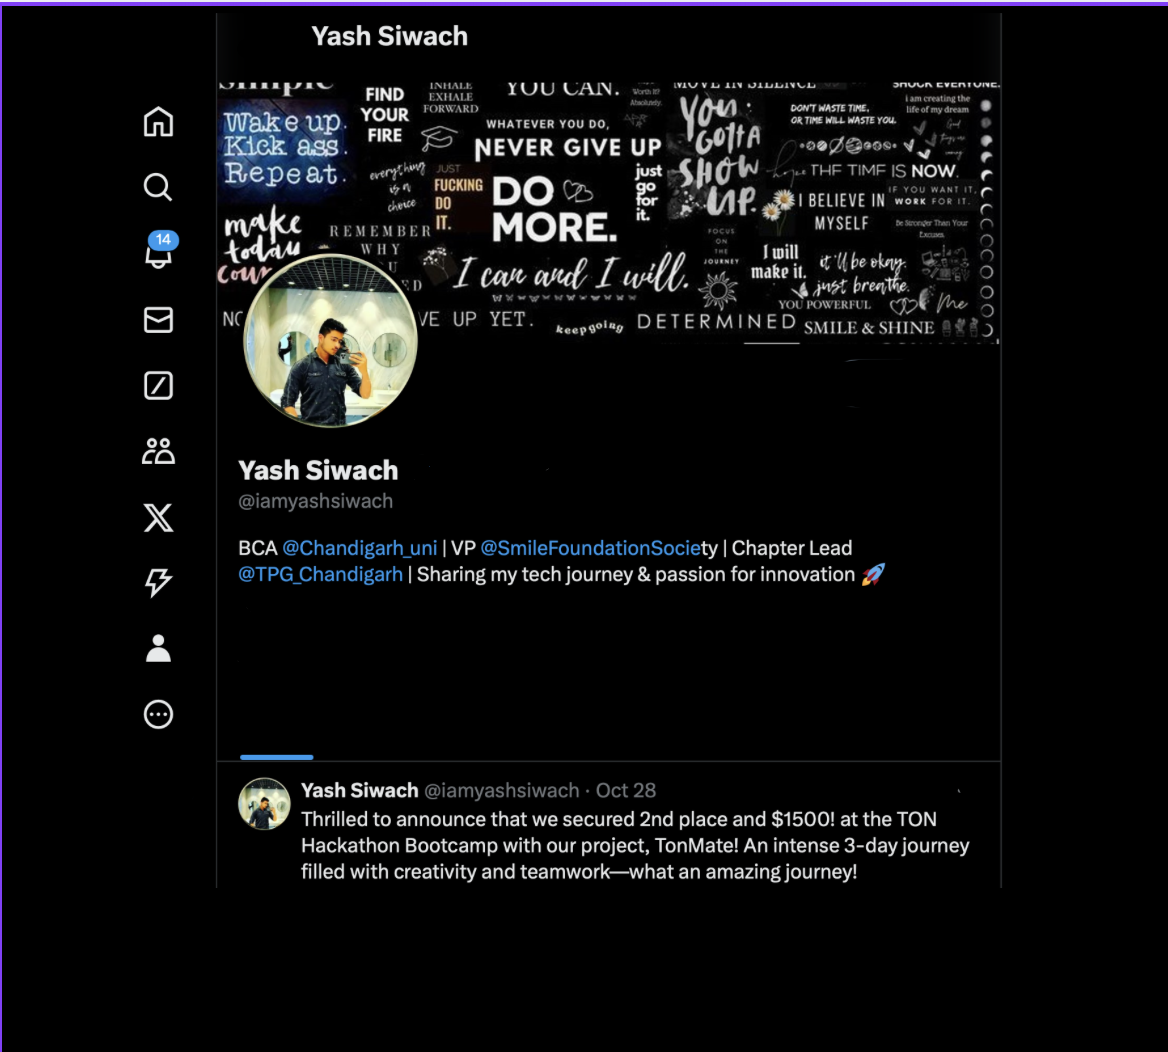 Yash Siwach
simple
FIND
YOUR
FIRE
INHALE
EXHALE
FORWARD
YOU CAN.
Worth It?
Absolutely.
MOVE IN SILENCE
SHOCK EVERYONE.
Wake up.
Kick ass.
Repeat.
WHATEVER YOU DO,
NEVER GIVE UP
YOU
GOTTA
SHOW
UP.
DON'T WASTE TIME,
OR TIME WILL WASTE YOU.
i am creating the
life of my dream
Good
Things are
coming
everything
is a
choice
JUST
FUCKING
DO
IT.
DO
MORE.
just
go
for
it.
hope
THE TIME IS NOW.
I BELIEVE IN
MYSELF
IF YOU WANT IT,
WORK FOR IT.
Be Stronger Than Your
Excuses.
make
today
coun
REMEMBER
WHY
U
ED
I can and I will.
FOCUS
ON
THE
JOURNEY
I will
make it.
it'll be okay.
just breathe.
YOU POWERFUL
Me
NO
VE UP YET.
keep going
DETERMINED
SMILE & SHINE
14
Yash Siwach
@iamyashsiwach
BCA @Chandigarh_uni | VP @SmileFoundationSociety | Chapter Lead
@TPG_Chandigarh | Sharing my tech journey & passion for innovation 🚀
Yash Siwach @iamyashsiwach · Oct 28
Thrilled to announce that we secured 2nd place and $1500! at the TON
Hackathon Bootcamp with our project, TonMate! An intense 3-day journey
filled with creativity and teamwork—what an amazing journey!